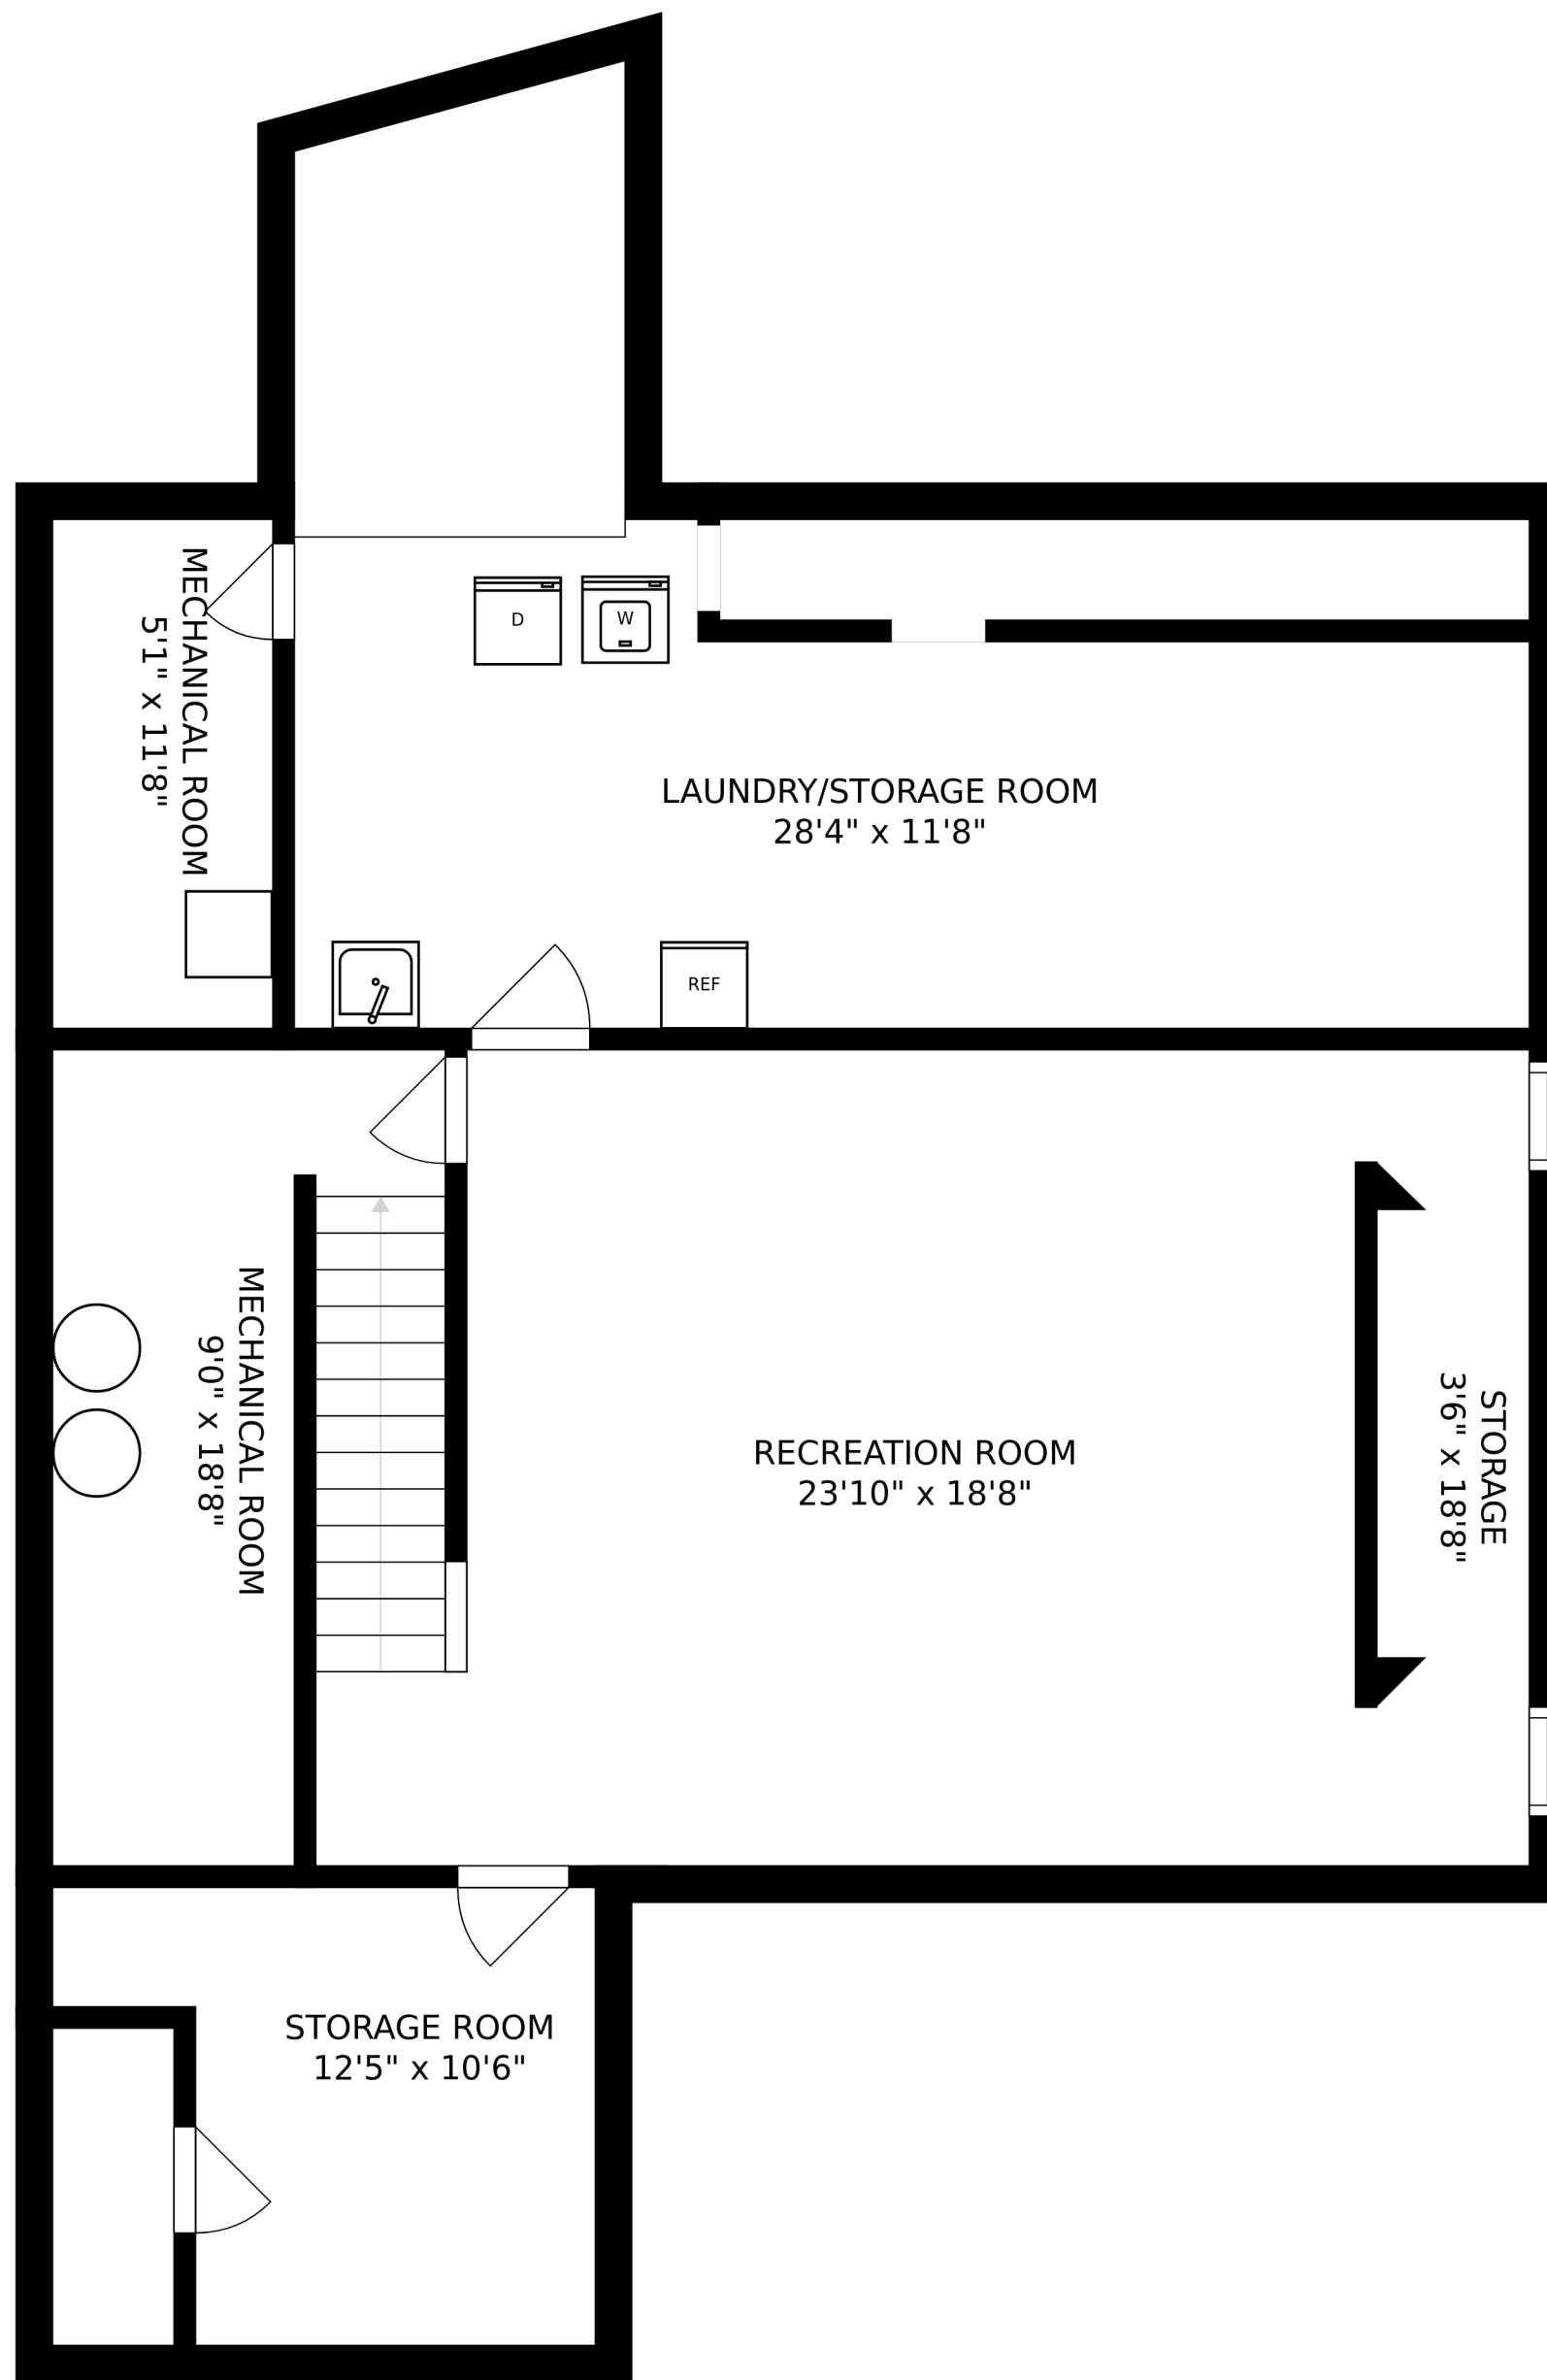 D
W
MECHANICAL ROOM
5'1" x 11'8"
LAUNDRY/STORAGE ROOM
28'4" x 11'8"
REF
MECHANICAL ROOM
9'0" x 18'8"
RECREATION ROOM
23'10" x 18'8"
STORAGE
3'6" x 18'8"
STORAGE ROOM
12'5" x 10'6"